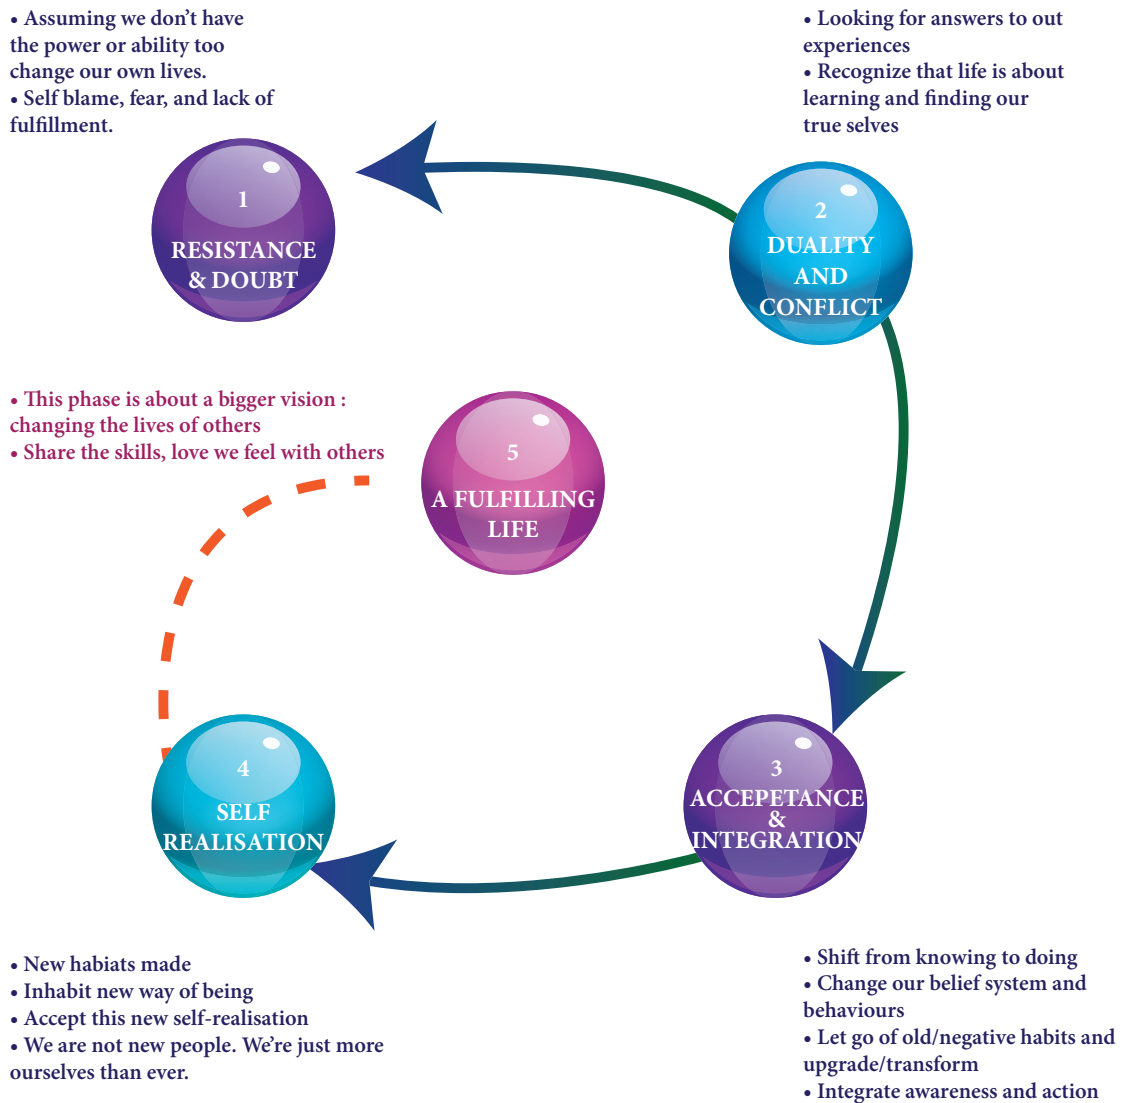 • Assuming we don’t have
the power or ability too
change our own lives.
• Self blame, fear, and lack of
fulfillment.
1
RESISTANCE
& DOUBT
• Looking for answers to out
experiences
• Recognize that life is about
learning and finding our
true selves
2
DUALITY
AND
CONFLICT
• This phase is about a bigger vision :
changing the lives of others
• Share the skills, love we feel with others
5
A FULFILLING
LIFE
4
SELF
REALISATION
3
ACCEPETANCE
&
INTEGRATION
• New habiats made
• Inhabit new way of being
• Accept this new self-realisation
• We are not new people. We’re just more
ourselves than ever.
• Shift from knowing to doing
• Change our belief system and
behaviours
• Let go of old/negative habits and
upgrade/transform
• Integrate awareness and action